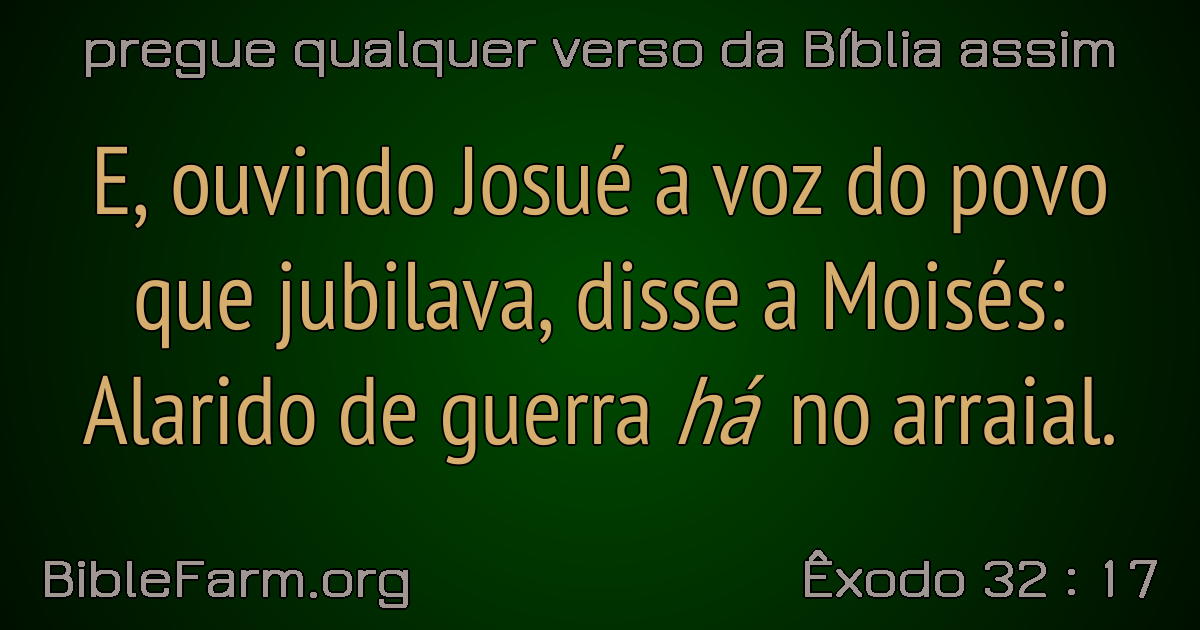 pregue qualquer verso da Bíblia assim
E, ouvindo Josué a voz do povo
que jubilava, disse a Moisés:
Alarido de guerra há no arraial.
BibleFarm.org
Êxodo 32 : 17